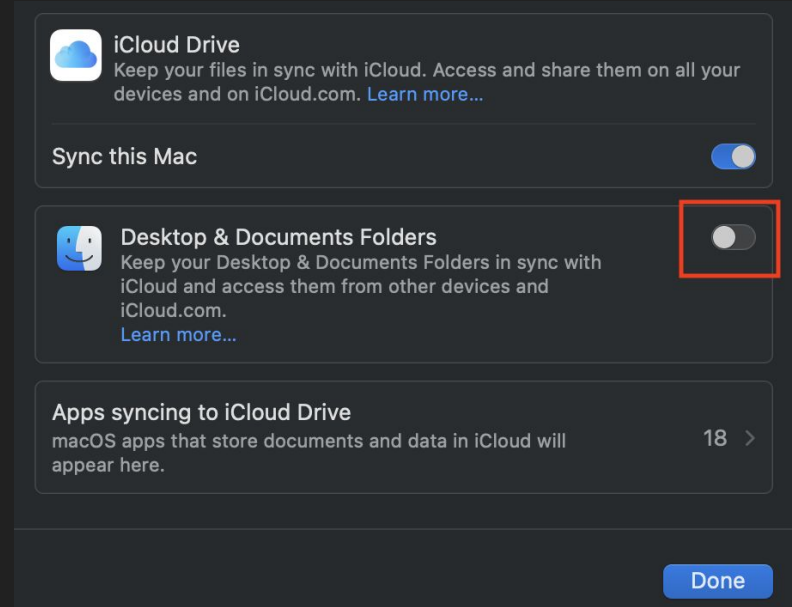 iCloud Drive
Keep your files in sync with iCloud. Access and share them on all your
devices and on iCloud.com. Learn more...
Sync this Mac
Desktop & Documents Folders
Keep your Desktop & Documents Folders in sync with
iCloud and access them from other devices and
iCloud.com.
Learn more...
Apps syncing to iCloud Drive
macOS apps that store documents and data in iCloud will
appear here.
18
Done